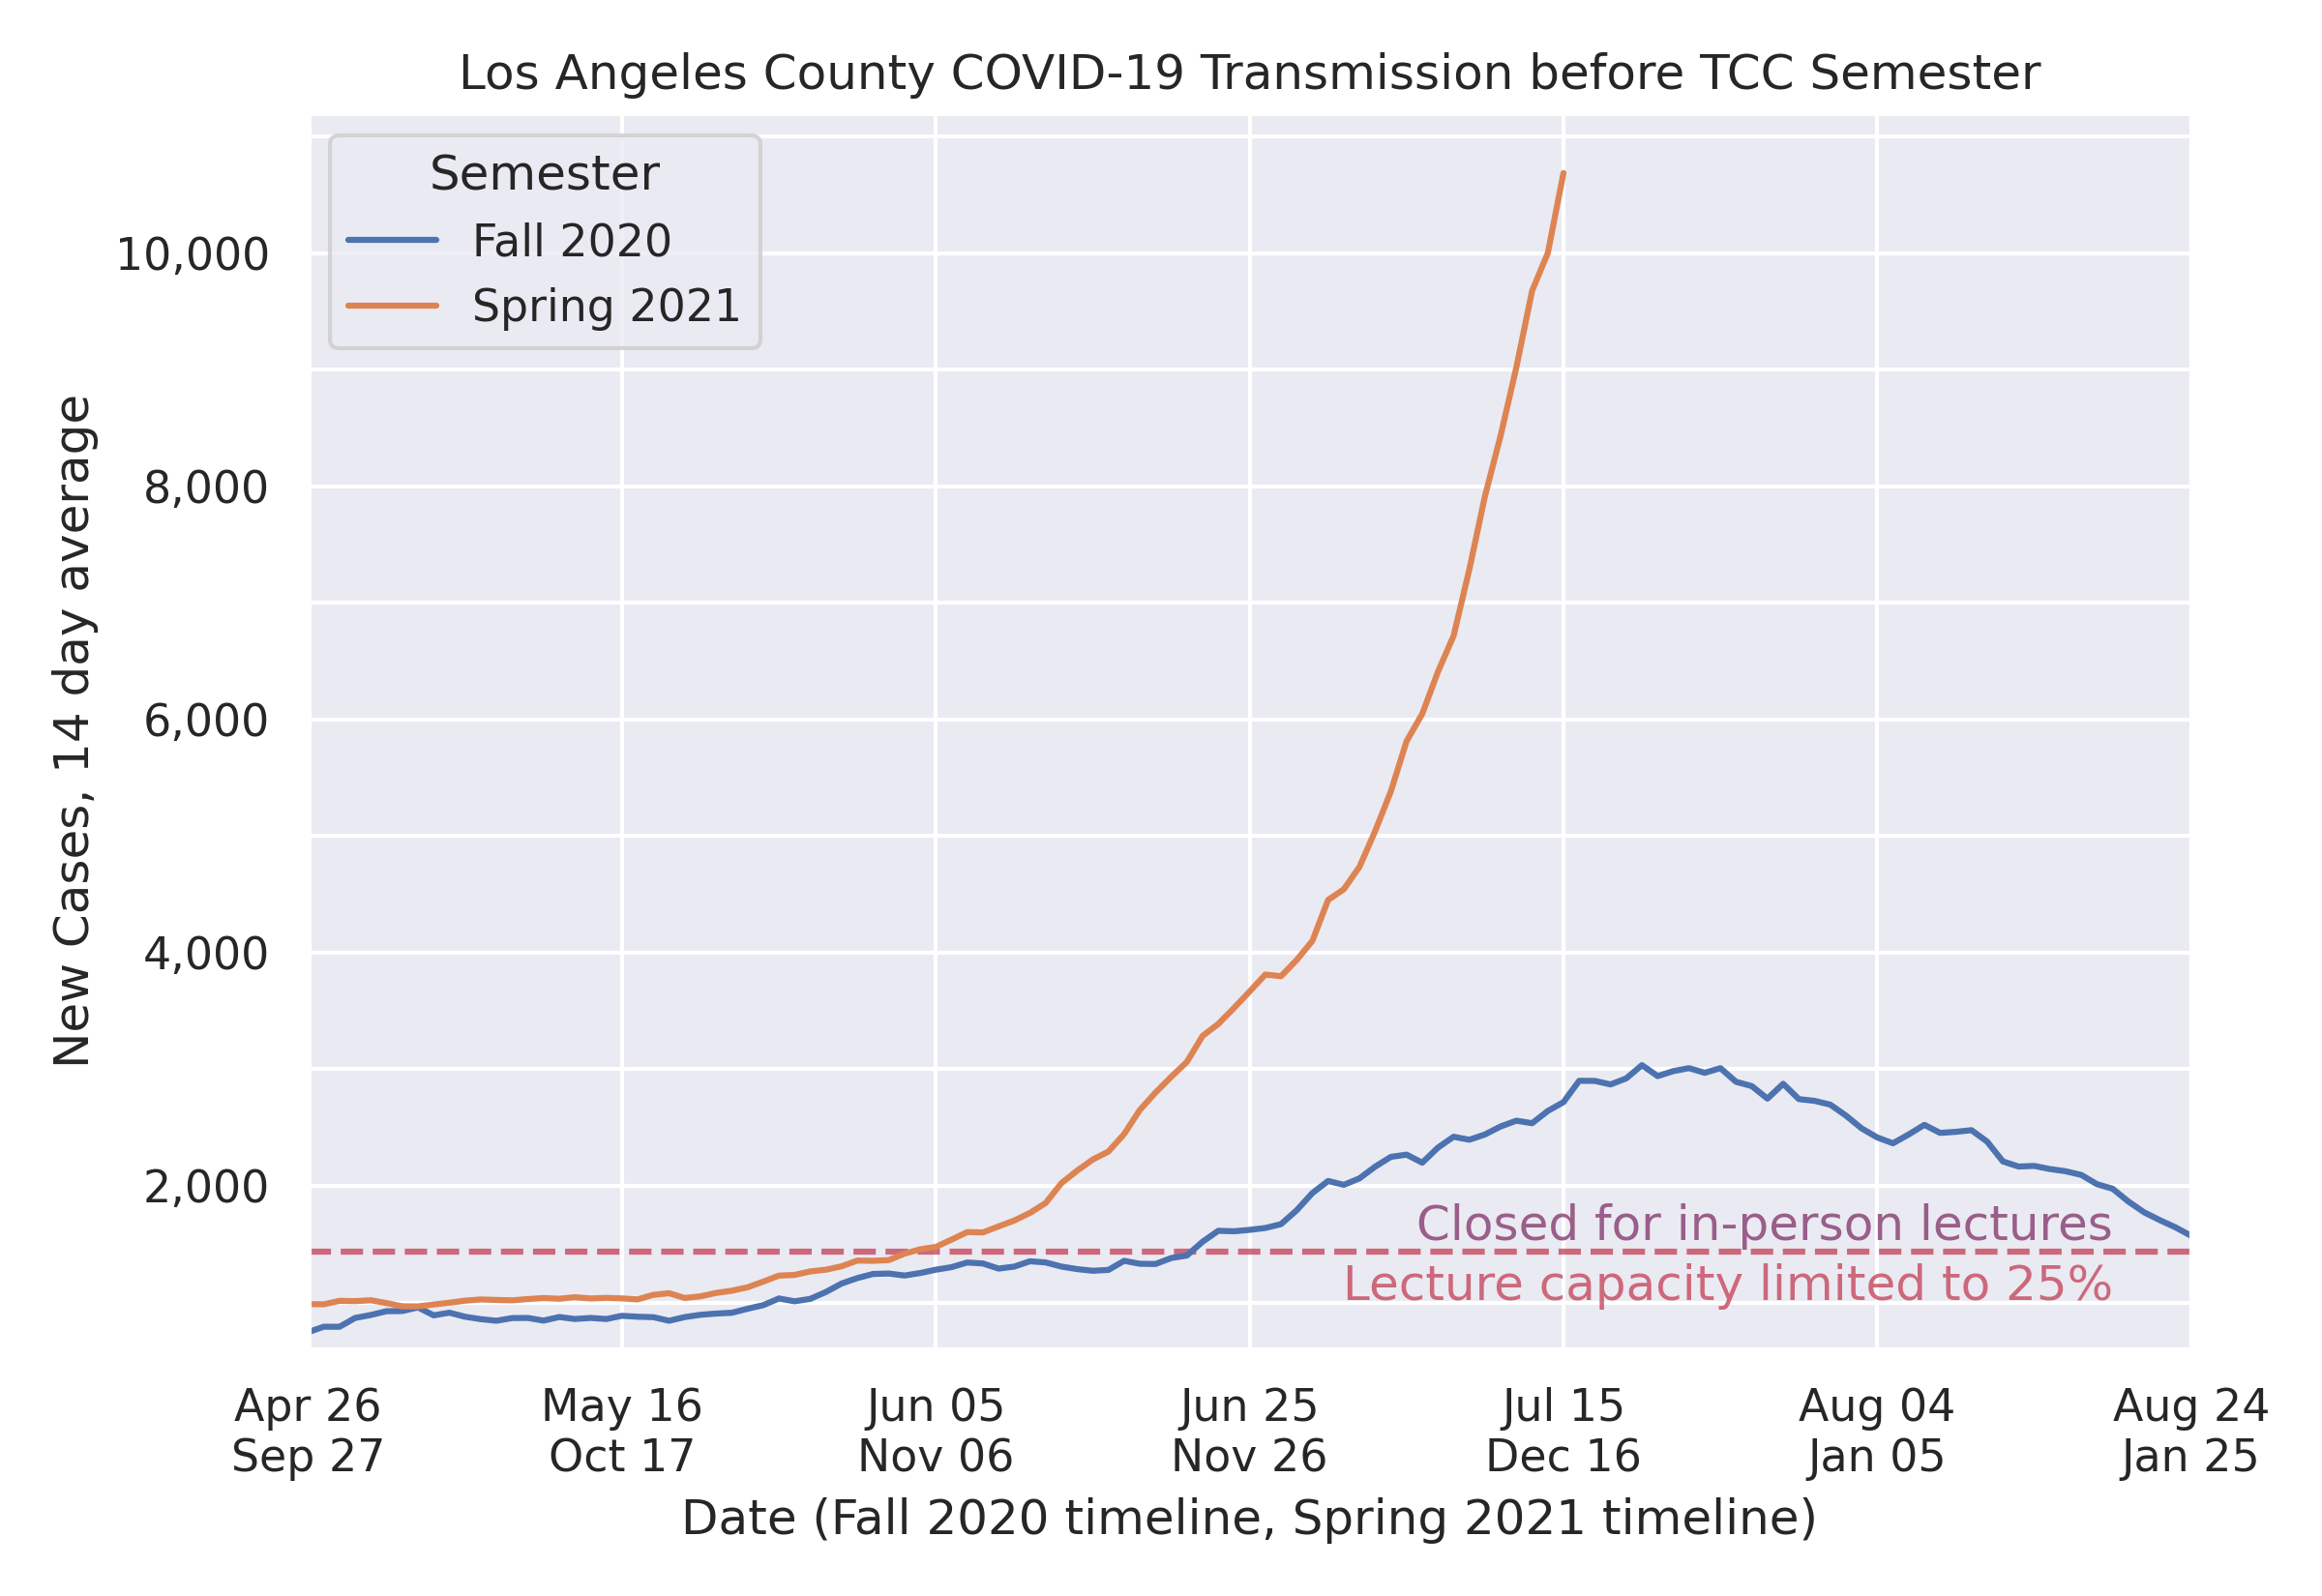 Los Angeles County COVID-19 Transmission before TCC Semester
Semester
Fall 2020
Spring 2021
New Cases, 14 day average
10,000
8,000
6,000
4,000
2,000
Closed for in-person lectures
Lecture capacity limited to 25%
Apr 26 May 16 Jun 05 Jun 25 Jul 15 Aug 04 Aug 24
Sep 27 Oct 17 Nov 06 Nov 26 Dec 16 Jan 05 Jan 25
Date (Fall 2020 timeline, Spring 2021 timeline)